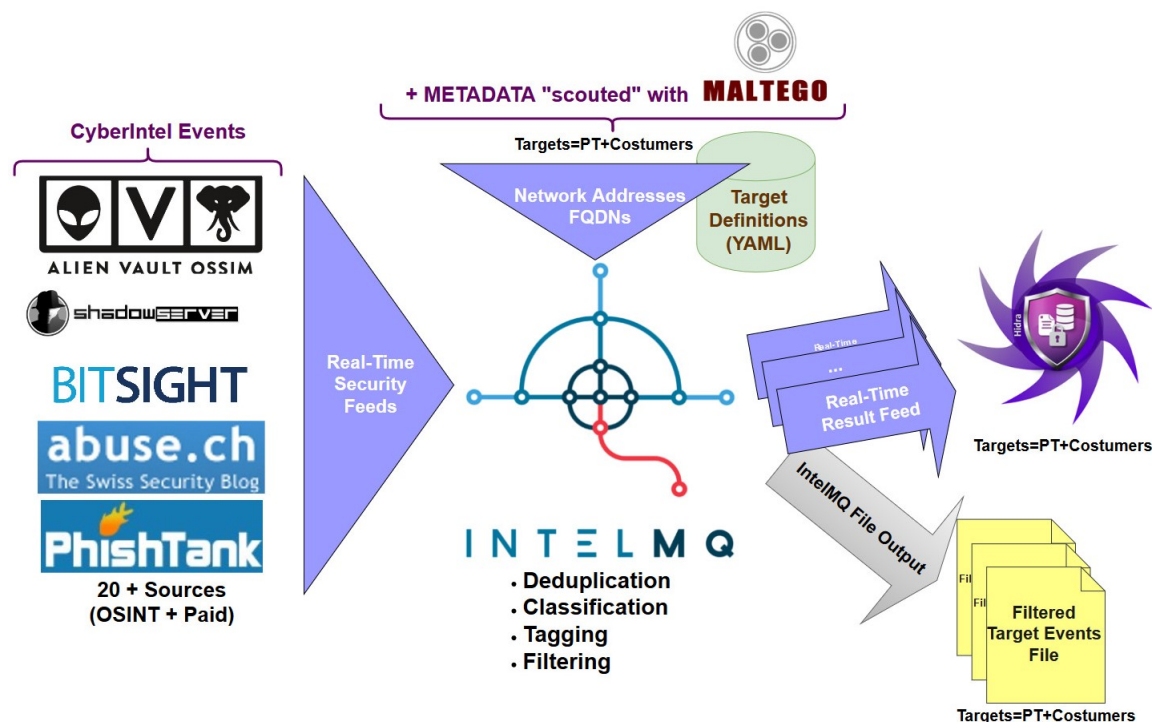 + METADATA "scouted" with
MALTEGO
CyberIntel Events
Targets=PT+Costumers
Network Addresses
FQDNs
Target
Definitions
(YAML)
ALIEN VAULT OSSIM
shadowserver
BITSIGHT
abuse.ch
The Swiss Security Blog
PhishTank
20 + Sources
(OSINT + Paid)
Real-Time
Security
Feeds
INTELMQ
• Deduplication
• Classification
• Tagging
• Filtering
Real-Time
...
Real-Time
Result Feed
Hidra
Targets=PT+Costumers
IntelMQ File Output
Fil
Fil
Filtered
Target Events
File
Targets=PT+Costumers